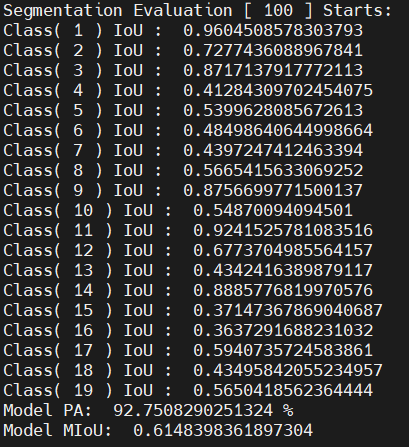 Segmentation Evaluation [ 100 ] Starts:
Class( 1 ) IoU :  0.9604508578303793
Class( 2 ) IoU :  0.7277436088967841
Class( 3 ) IoU :  0.8717137917772113
Class( 4 ) IoU :  0.41284309702454075
Class( 5 ) IoU :  0.5399628085672613
Class( 6 ) IoU :  0.48498640644998664
Class( 7 ) IoU :  0.4397247412463394
Class( 8 ) IoU :  0.5665415633069252
Class( 9 ) IoU :  0.8756699771500137
Class( 10 ) IoU :  0.54870094094501
Class( 11 ) IoU :  0.9241525781083516
Class( 12 ) IoU :  0.6773704985564157
Class( 13 ) IoU :  0.4342416389879117
Class( 14 ) IoU :  0.8885776819970576
Class( 15 ) IoU :  0.37147367869040687
Class( 16 ) IoU :  0.3637291688231032
Class( 17 ) IoU :  0.5940735724583861
Class( 18 ) IoU :  0.43495842055234957
Class( 19 ) IoU :  0.5650418562364444
Model PA:  92.7508290251324 %
Model MIoU:  0.6148398361897304